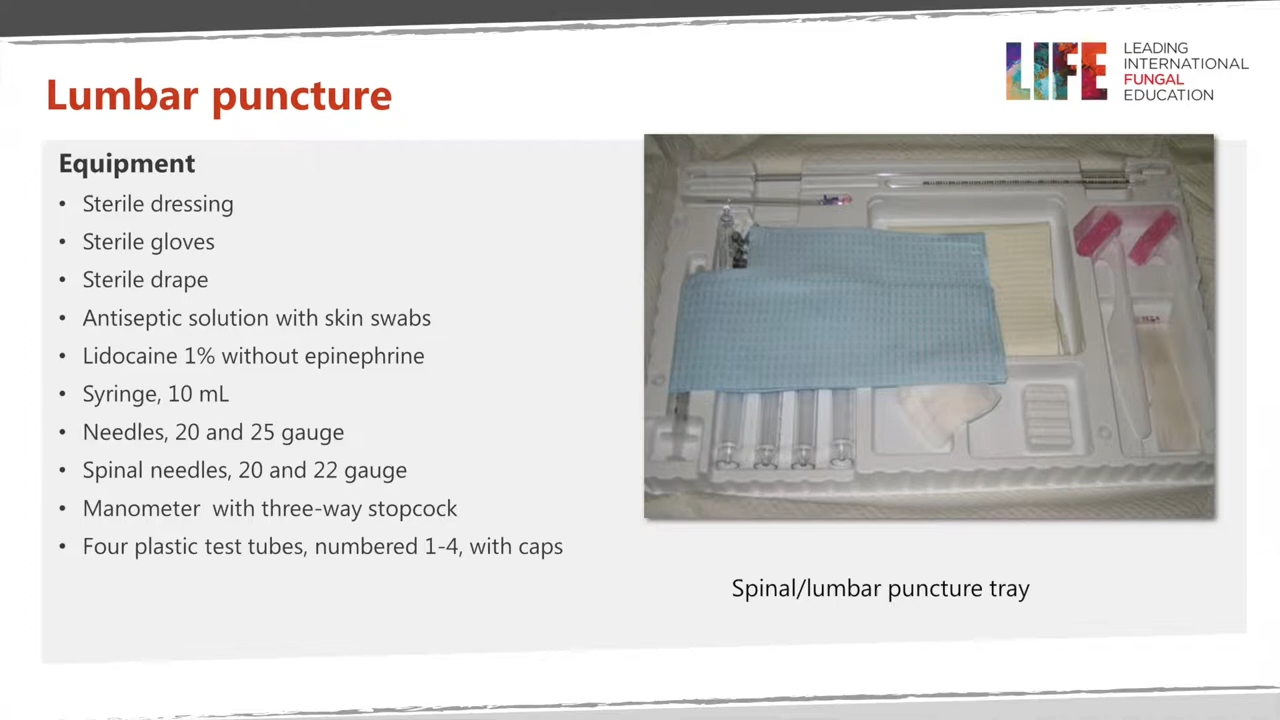 LIFE
LEADING
INTERNATIONAL
FUNGAL
EDUCATION
Lumbar puncture
Equipment
• Sterile dressing
• Sterile gloves
• Sterile drape
• Antiseptic solution with skin swabs
• Lidocaine 1% without epinephrine
• Syringe, 10 mL
• Needles, 20 and 25 gauge
• Spinal needles, 20 and 22 gauge
• Manometer  with three-way stopcock
• Four plastic test tubes, numbered 1-4, with caps
Spinal/lumbar puncture tray